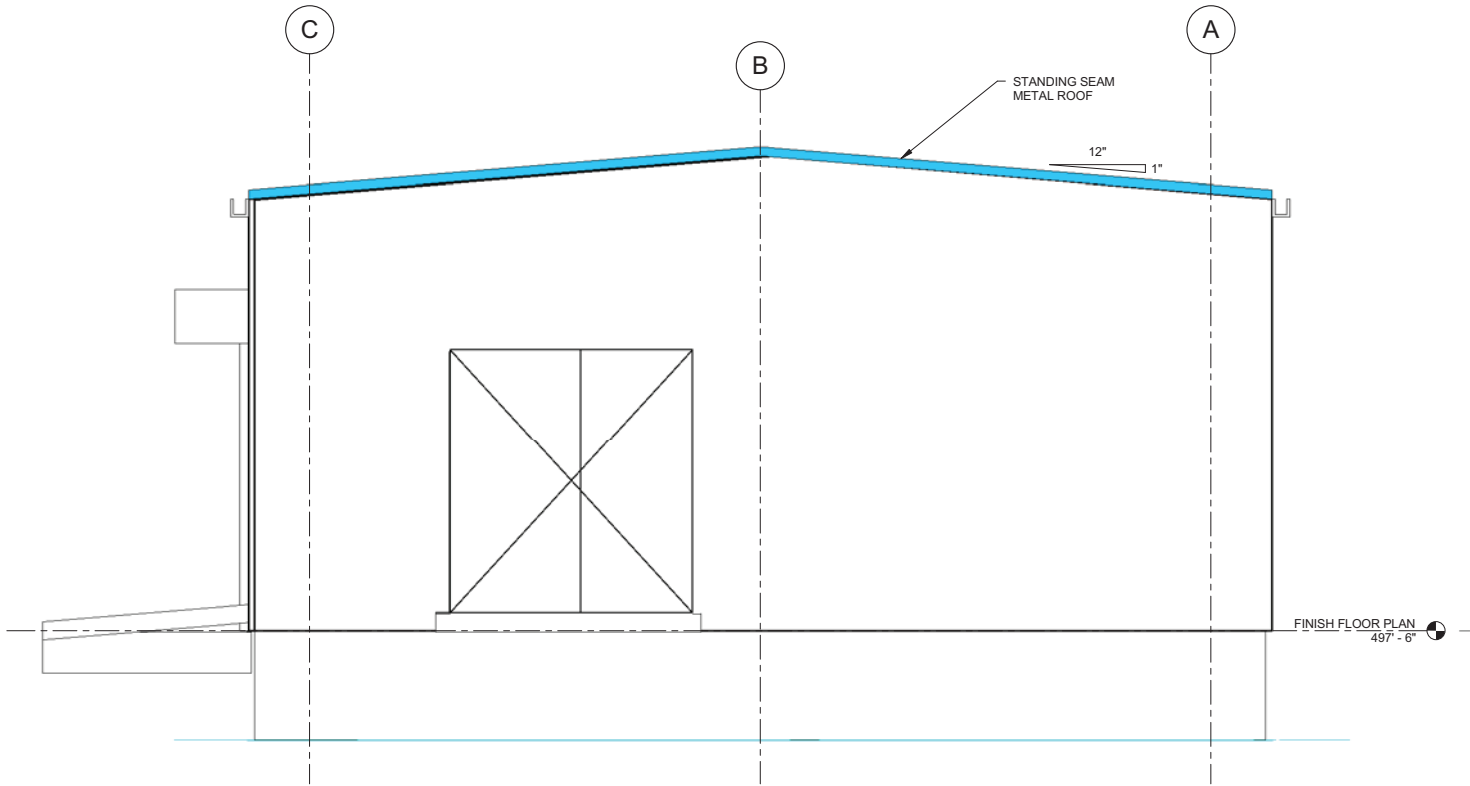 C
A
B
STANDING SEAM
METAL ROOF
12"
1"
FINISH FLOOR PLAN
497' - 6"